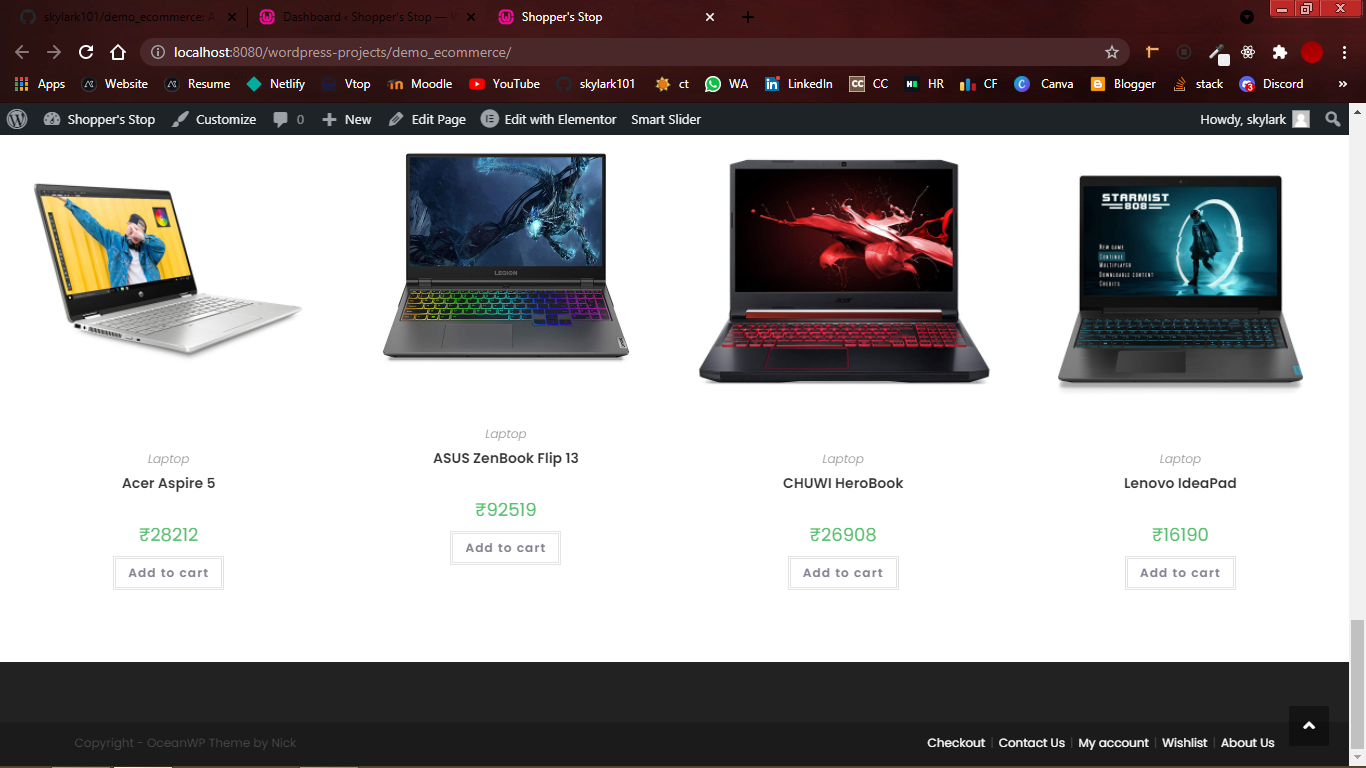 skylark101/demo_ecommerce: A
Dashboard ‹ Shopper's Stop — W
Shopper's Stop
localhost:8080/wordpress-projects/demo_ecommerce/
Apps Website Resume Netlify Vtop Moodle YouTube skylark101 ct WA LinkedIn CC CC HR CF Canva Blogger stack Discord »
Shopper's Stop Customize 0 New Edit Page Edit with Elementor Smart Slider Howdy, skylark
LEGION
acer
STARMIST
808
New game
Continue
Multiplayer
Downloadable content
Credits
Laptop
Acer Aspire 5
₹28212
Add to cart
Laptop
ASUS ZenBook Flip 13
₹92519
Add to cart
Laptop
CHUWI HeroBook
₹26908
Add to cart
Laptop
Lenovo IdeaPad
₹16190
Add to cart
Copyright - OceanWP Theme by Nick
Checkout | Contact Us | My account | Wishlist | About Us